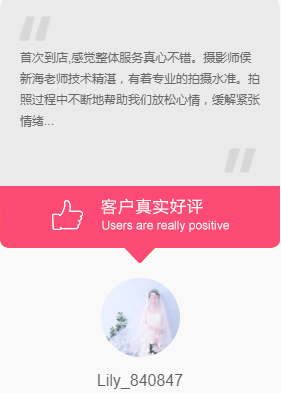 首次到店,感觉整体服务真心不错。摄影师侯
新海老师技术精湛，有着专业的拍摄水准。拍
照过程中不断地帮助我们放松心情，缓解紧张
情绪...
客户真实好评
Users are really positive
Lily_840847